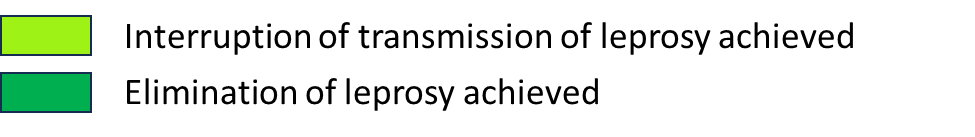 Interruption of transmission of leprosy achieved
Elimination of leprosy achieved